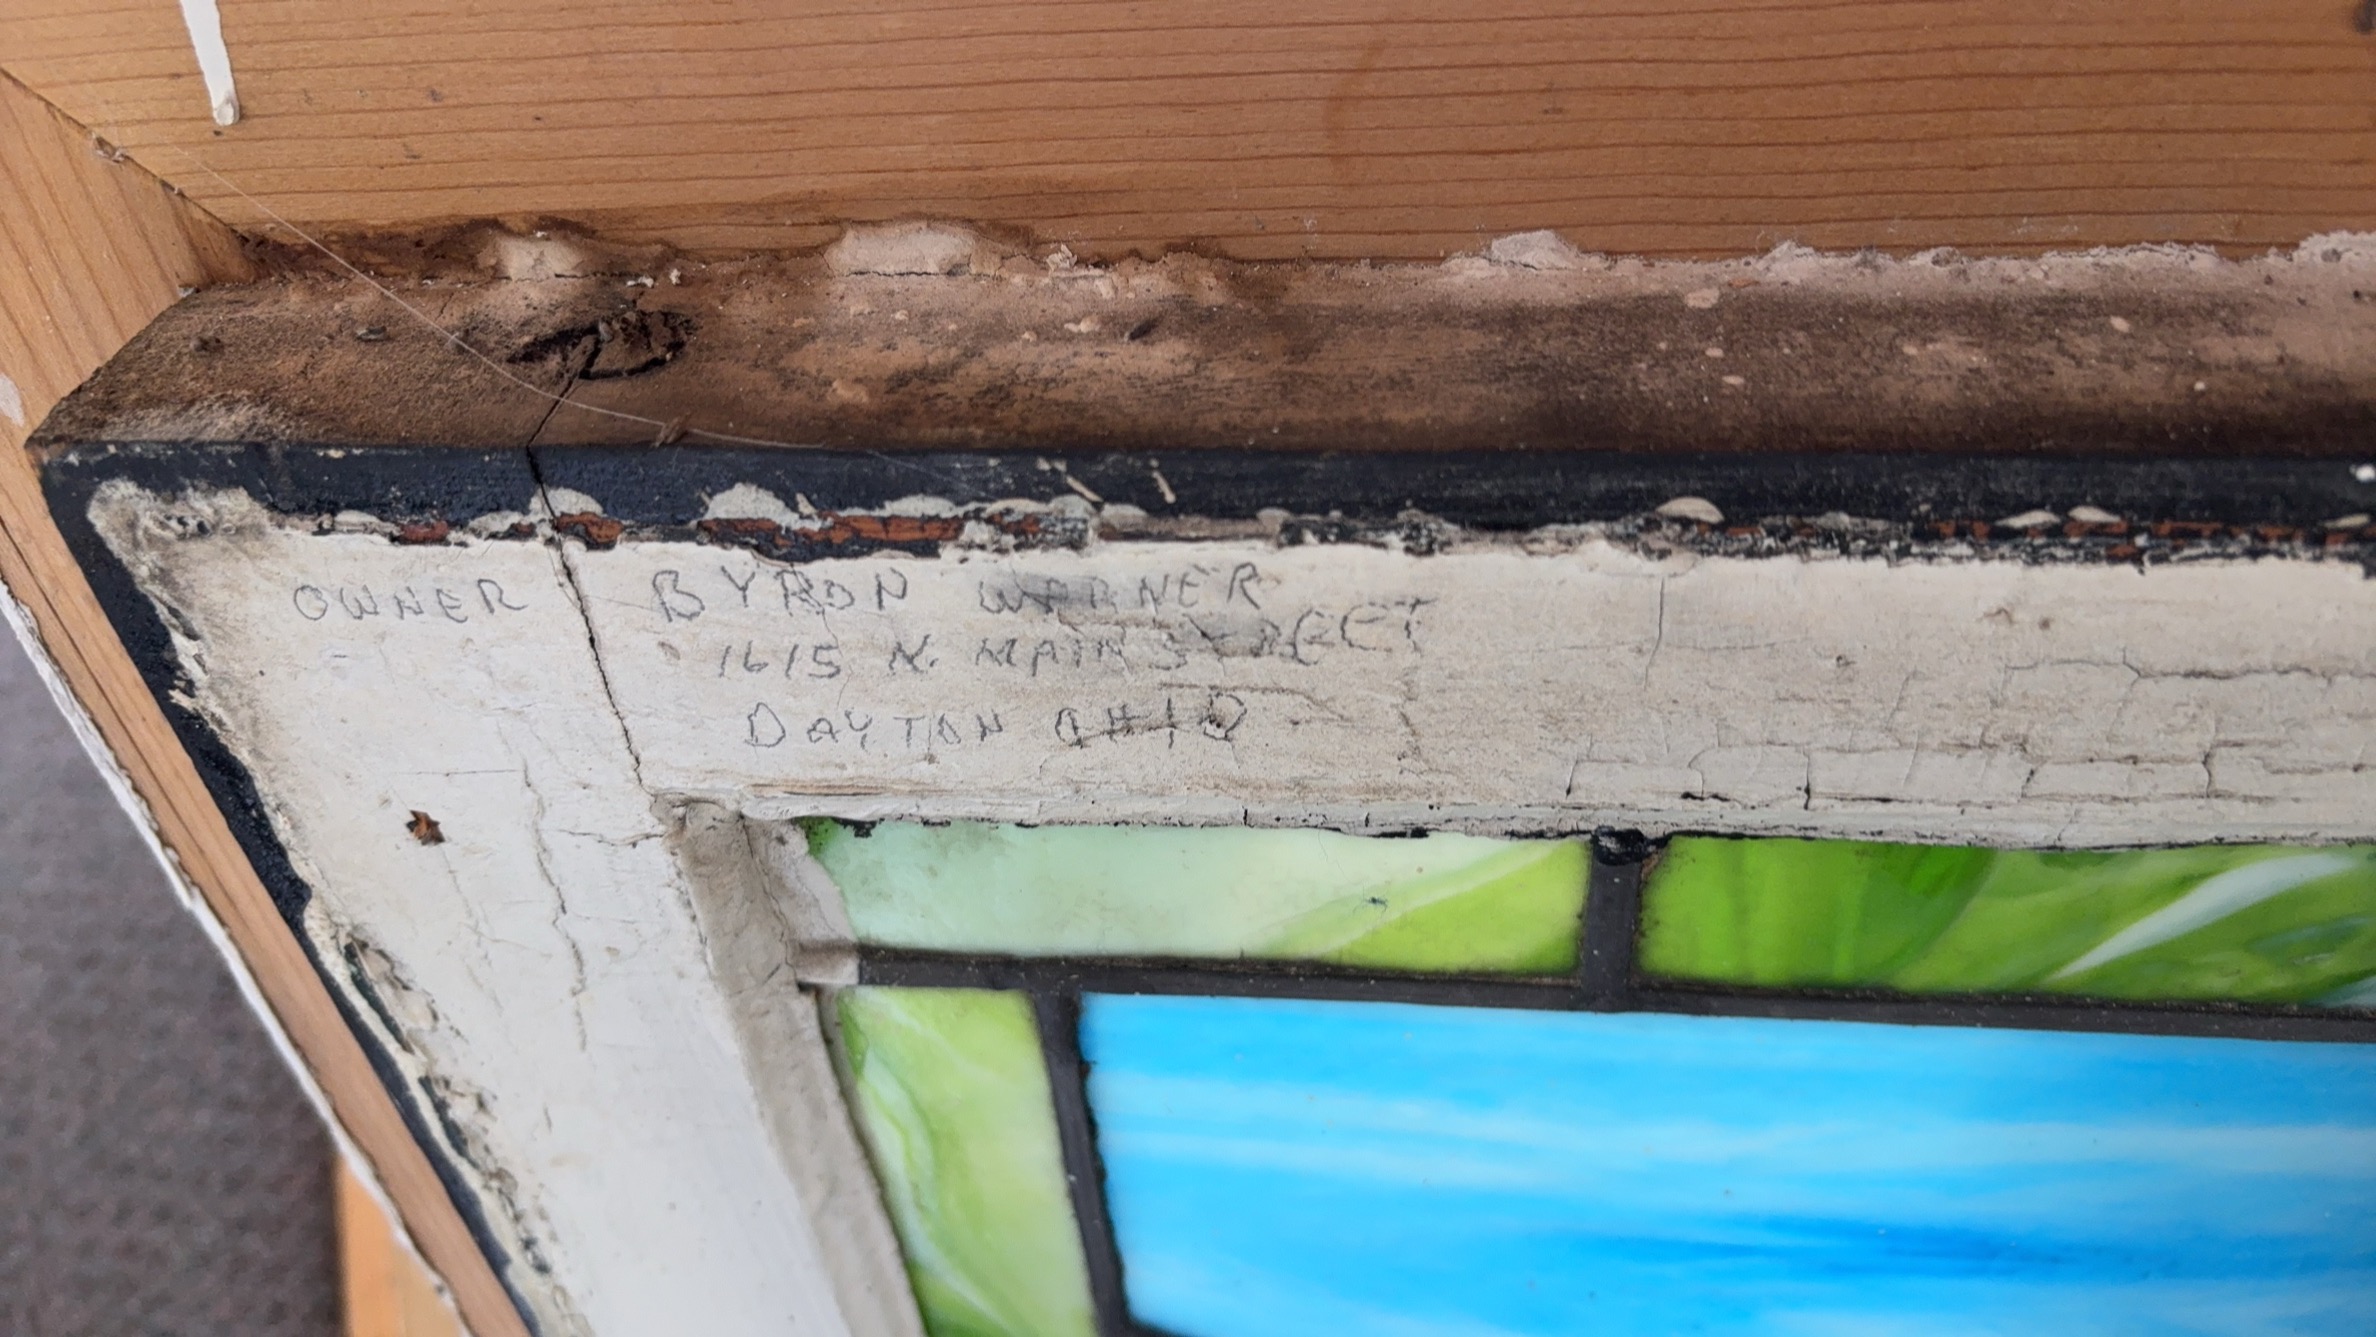 OWNER BYRON WARNER
1615 N. MAIN STREET
DAYTON OHIO